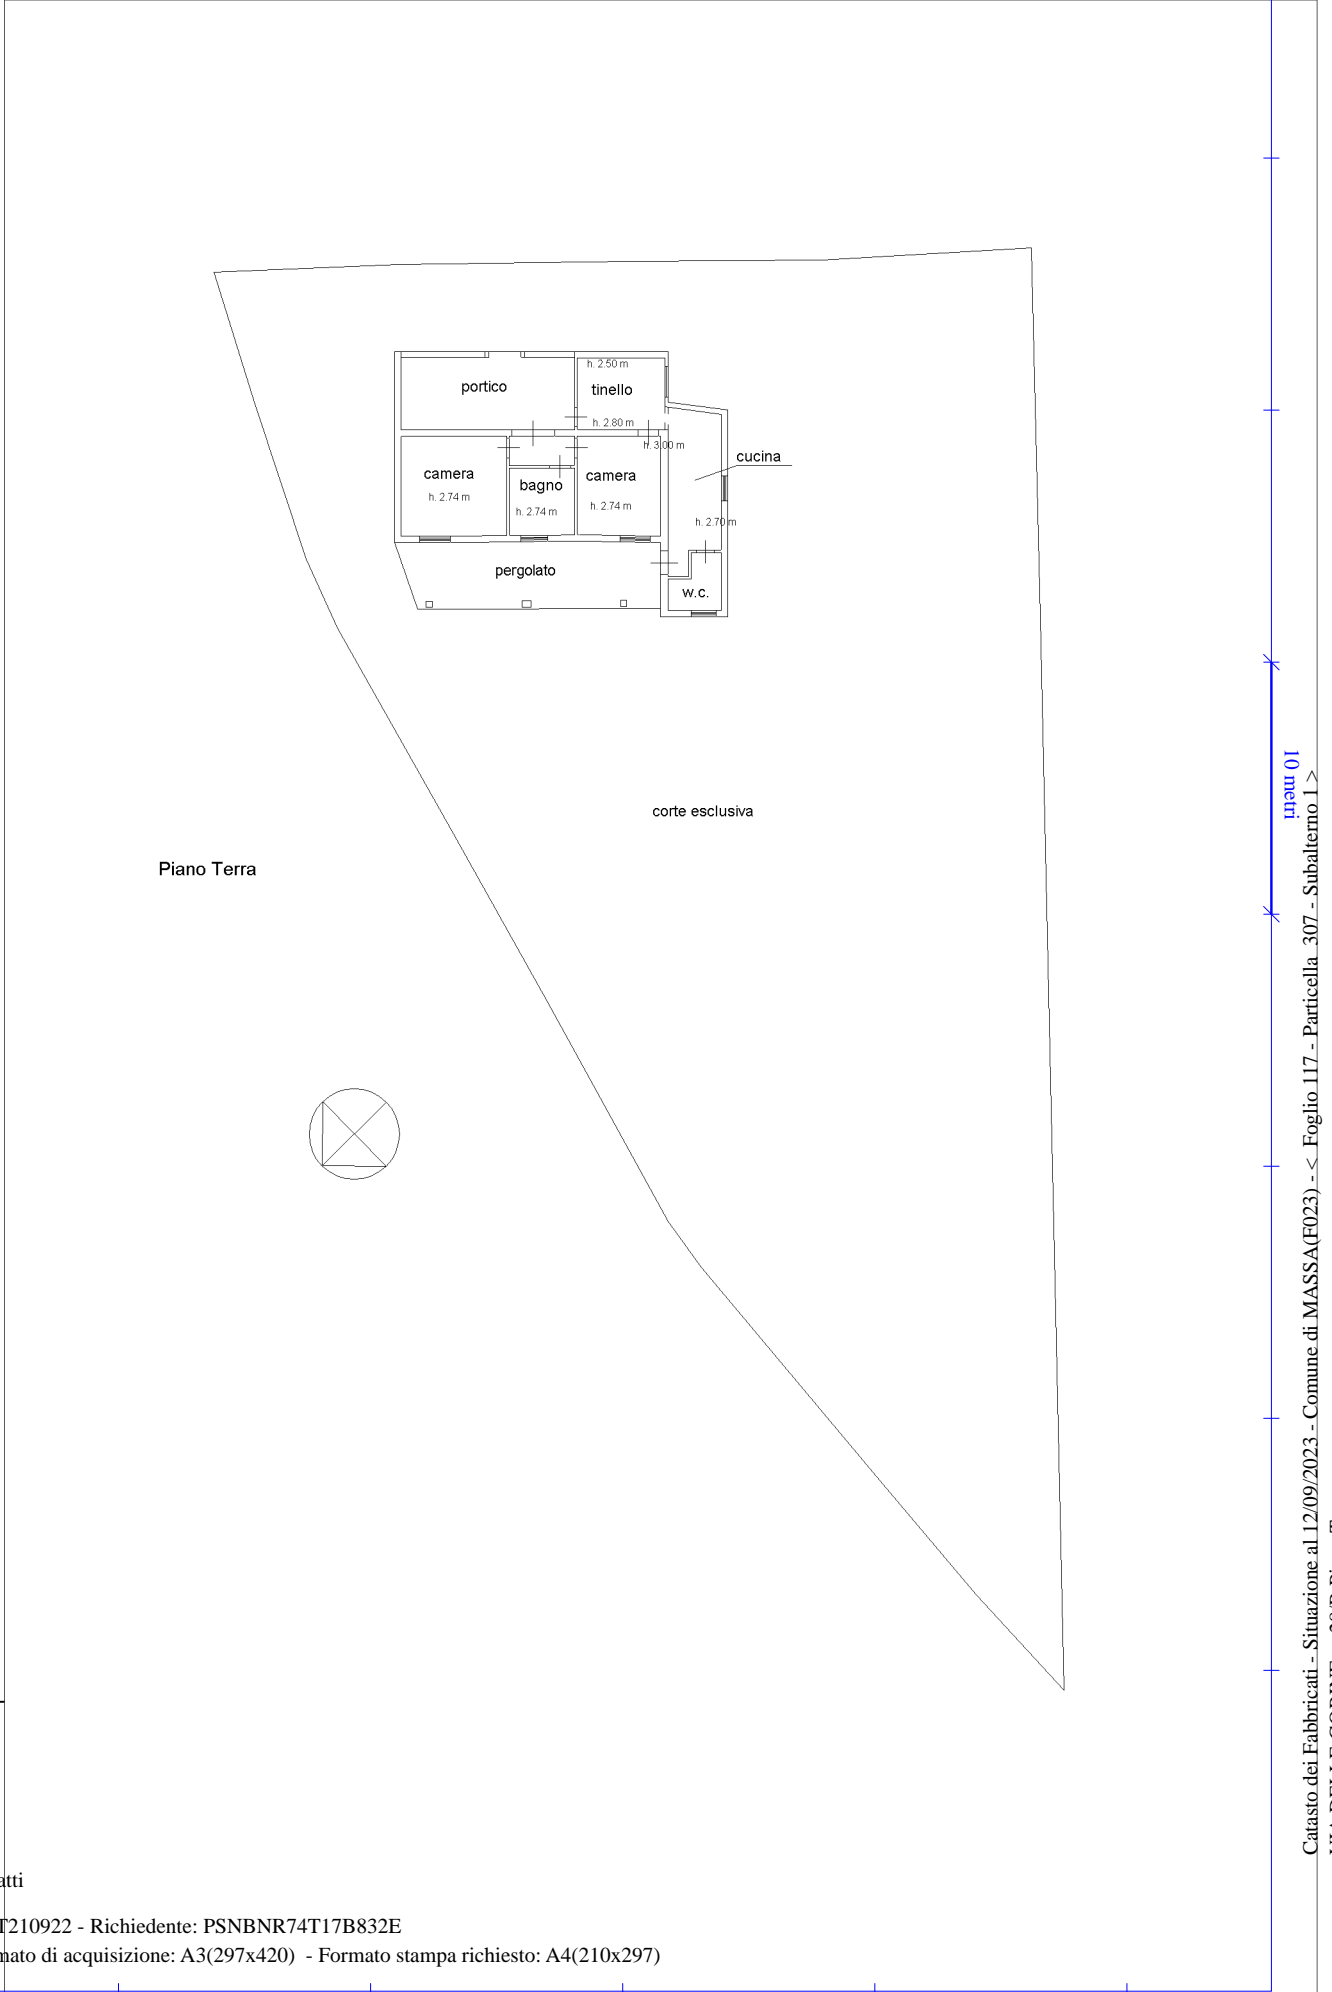 h. 2.50 m
portico
tinello
h. 2.80 m
h. 3.00 m
cucina
camera
h. 2.74 m
bagno
h. 2.74 m
camera
h. 2.74 m
h. 2.70 m
pergolato
w.c.
corte esclusiva
Piano Terra
10 metri
Catasto dei Fabbricati - Situazione al 12/09/2023 - Comune di MASSA(F023) - < Foglio 117 - Particella 307 - Subalterno 1 >
T210922 - Richiedente: PSNBNR74T17B832E
di acquisizione: A3(297x420) - Formato stampa richiesto: A4(210x297)